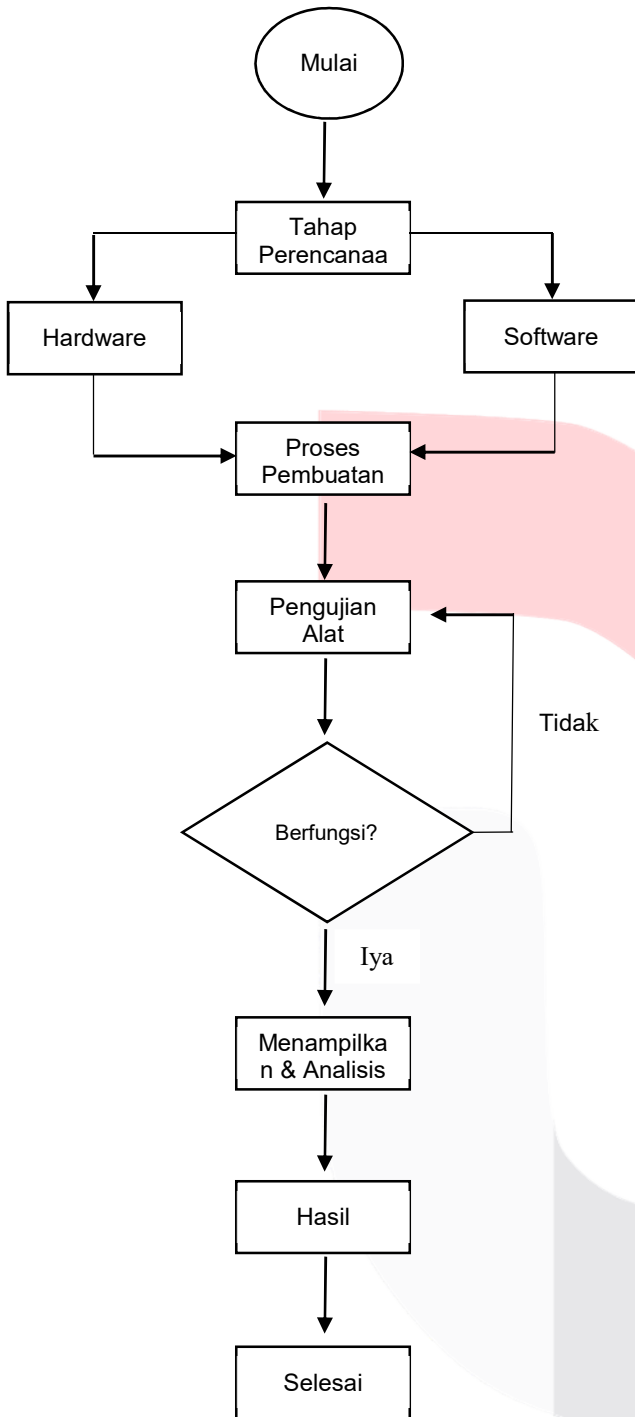 Mulai
Tahap
Perencanaa
Hardware
Software
Proses
Pembuatan
Pengujian
Alat
Tidak
Berfungsi?
Iya
Menampilka
n & Analisis
Hasil
Selesai